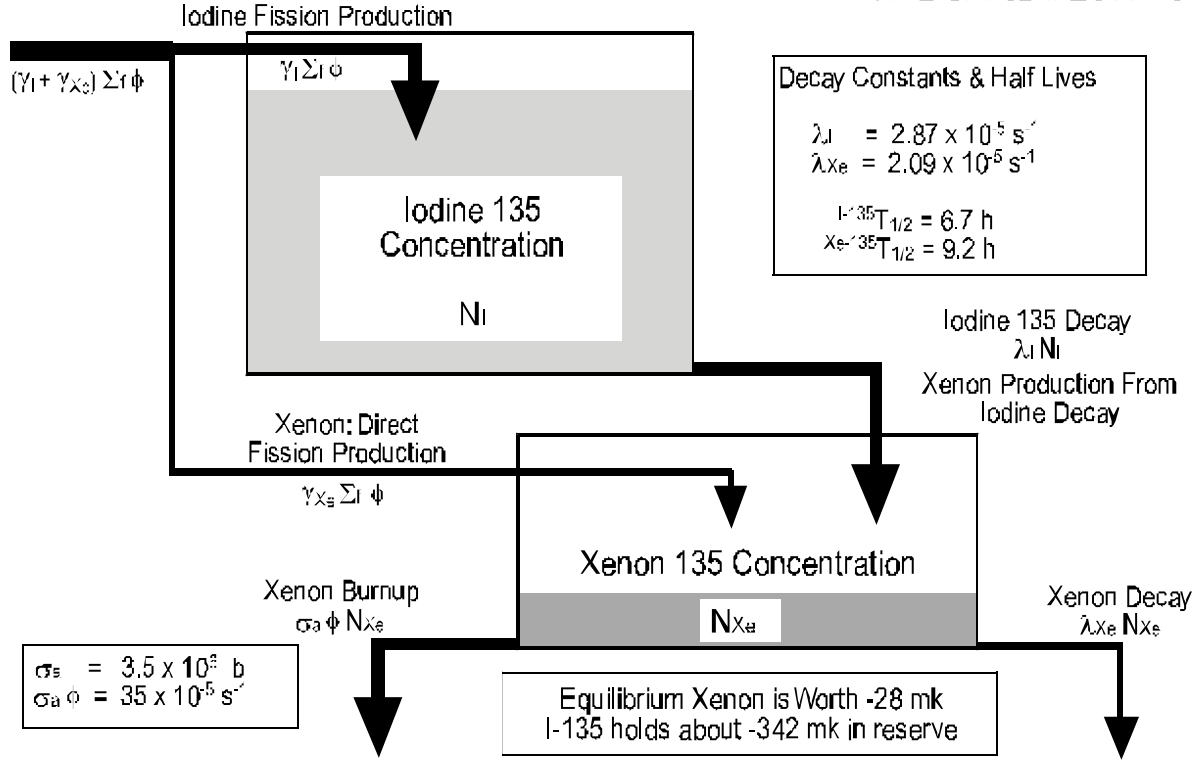 Iodine Fission Production
(γI + γXe) Σf ϕ
γI Σf ϕ
Decay Constants & Half Lives
λI = 2.87 x 10⁻⁵ s⁻¹
λXe = 2.09 x 10⁻⁵ s⁻¹
I-135T1/2 = 6.7 h
Xe-135T1/2 = 9.2 h
Iodine 135
Concentration
NI
Iodine 135 Decay
λI NI
Xenon Production From
Iodine Decay
Xenon: Direct
Fission Production
γXe Σf ϕ
Xenon 135 Concentration
NXe
Xenon Burnup
σa ϕ NXe
Xenon Decay
λXe NXe
σa = 3.5 x 10⁶ b
σa ϕ = 35 x 10⁻⁵ s⁻¹
Equilibrium Xenon is Worth -28 mk
I-135 holds about -342 mk in reserve